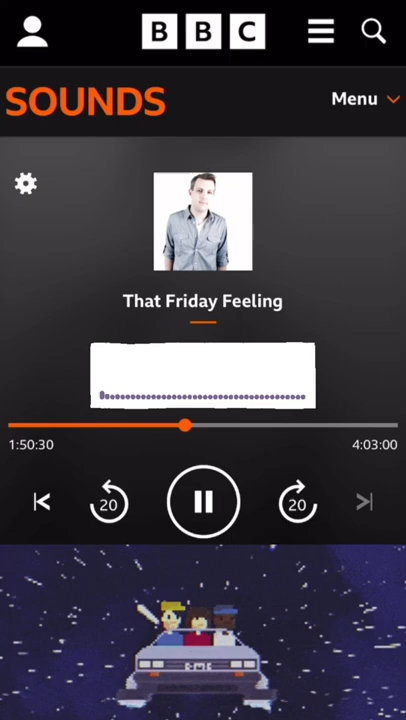 BBC
SOUNDS
Menu
That Friday Feeling
1:50:30
4:03:00
20
20